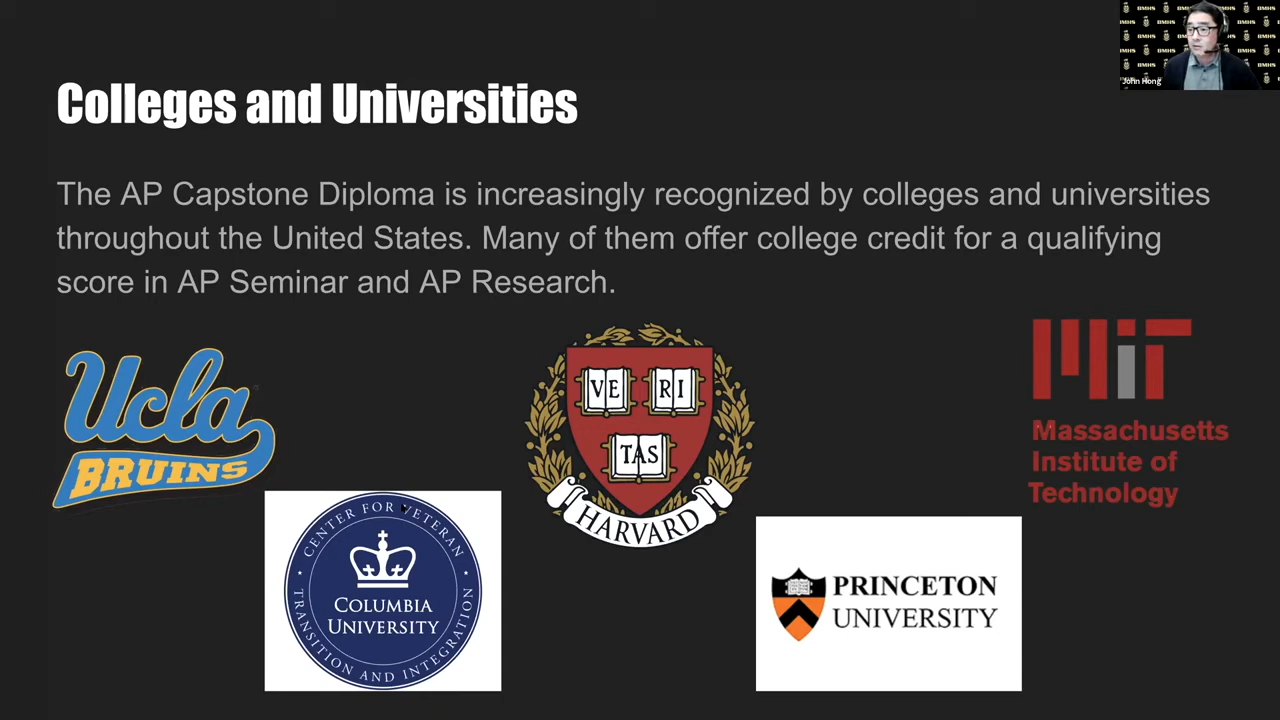 BMHS
John Hong
Colleges and Universities
The AP Capstone Diploma is increasingly recognized by colleges and universities
throughout the United States. Many of them offer college credit for a qualifying
score in AP Seminar and AP Research.
Ucla
BRUINS
VE RI
TAS
HARVARD
MiT
Massachusetts
Institute of
Technology
CENTER FOR VETERAN
TRANSITION AND INTEGRATION
COLUMBIA
UNIVERSITY
PRINCETON
UNIVERSITY